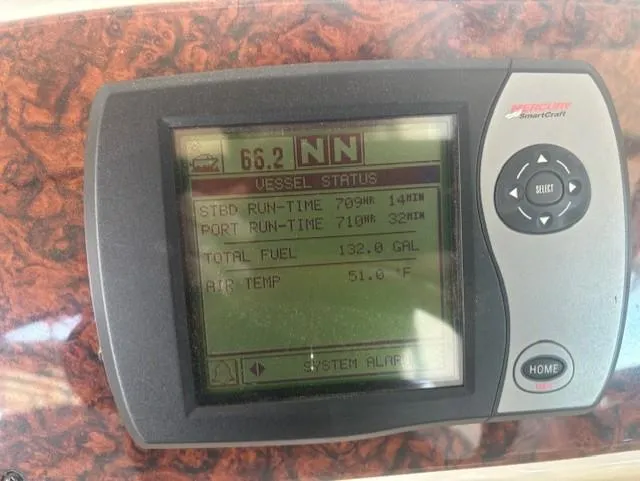 MERCURY
SmartCraft
66.2 N N
VESSEL STATUS
STBD RUN-TIME 709HR 14MIN
PORT RUN-TIME 710HR 32MIN
TOTAL FUEL 132.0 GAL
AIR TEMP 51.0 °F
SYSTEM ALARM
SELECT
HOME